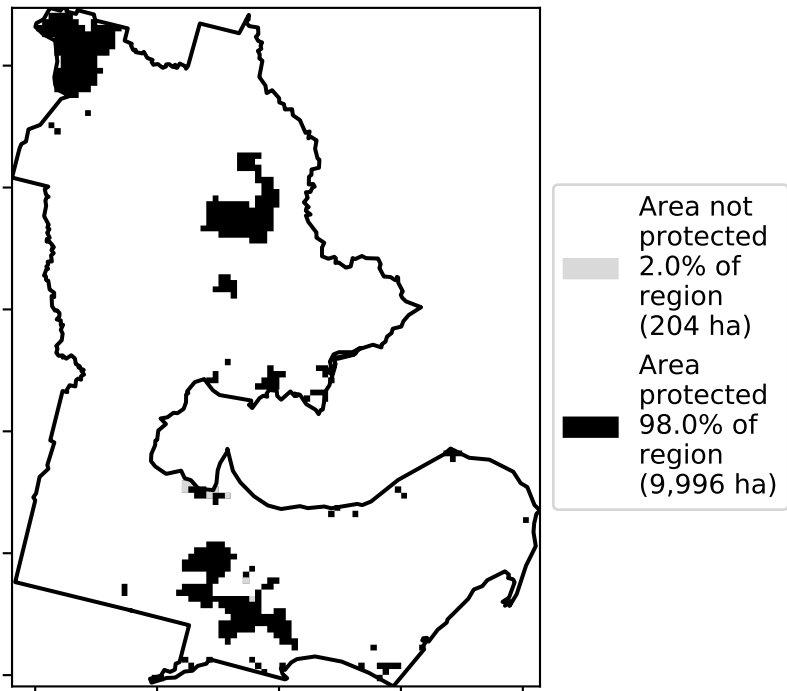 Area not
protected
2.0% of
region
(204 ha)
Area
protected
98.0% of
region
(9,996 ha)